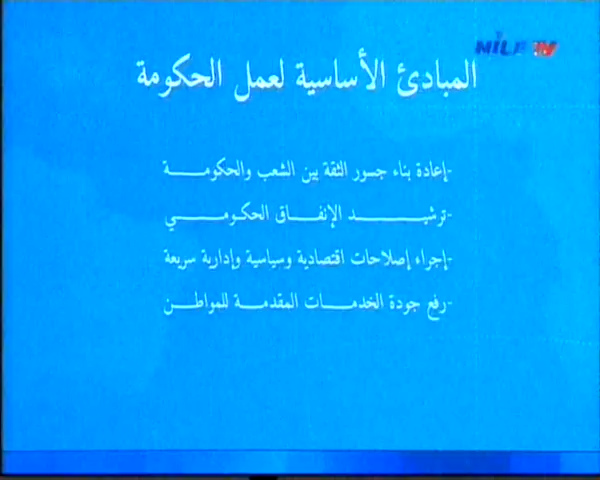 NILE TV
المبادئ الأساسية لعمل الحكومة
-إعادة بناء جسور الثقة بين الشعب والحكومة
-ترشيد الإنفاق الحكومي
-إجراء إصلاحات اقتصادية وسياسية وإدارية سريعة
-رفع جودة الخدمات المقدمة للمواطن